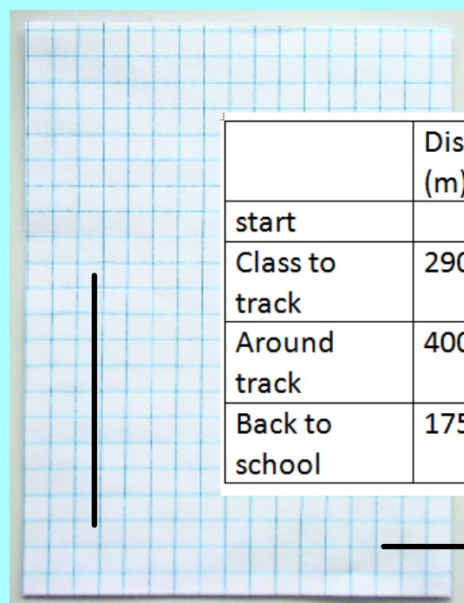 Dis
(m)
start
Class to 290
track
Around 400
track
Back to 175
school